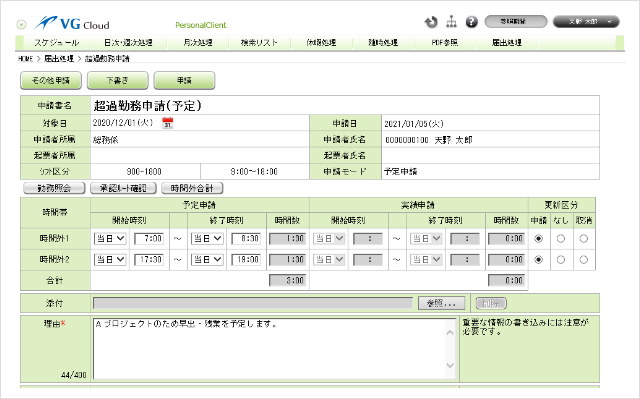 VG Cloud PersonalClient 参照期間 天野 太郎
スケジュール 日次・週次処理 月次処理 検索リスト 休暇処理 随時処理 PDF参照 届出処理
HOME > 届出処理 > 超過勤務申請
その他申請 下書き 申請
申請書名 超過勤務申請(予定)
対象日 2020/12/01(火) 申請日 2021/01/05(火)
申請者所属 総務係 申請者氏名 0000000100 天野 太郎
起票者所属 起票者氏名
ｼﾌﾄ区分 900-1800 9:00～18:00 申請モード 予定申請
勤務照会 承認ﾙｰﾄ確認 時間外合計
時間帯 予定申請 実績申請 更新区分
開始時刻 終了時刻 時間数 開始時刻 終了時刻 時間数 申請 なし 取消
時間外1 当日 7:00 ～ 当日 8:30 1:30 当日 : ～ 当日 : 0:00
時間外2 当日 17:30 ～ 当日 19:00 1:30 当日 : ～ 当日 : 0:00
合計 3:00 0:00
添付 参照... 削除
理由* A プロジェクトのため早出・残業を予定します。 重要な情報の書き込みには注意が
必要です。
44/400